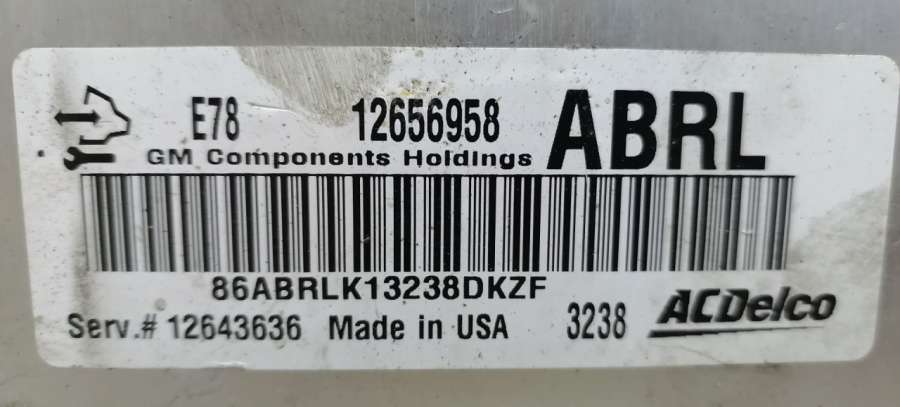 E78 12656958 ABRL
GM Components Holdings
86ABRLK13238DKZF
Serv.# 12643636 Made in USA 3238 ACDelco